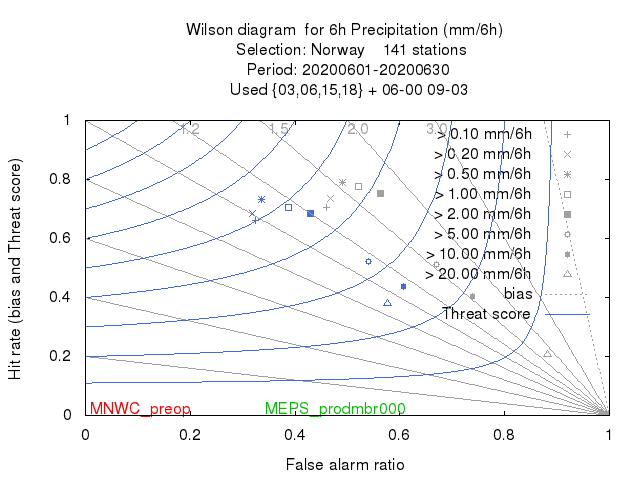 Wilson diagram  for 6h Precipitation (mm/6h)
Selection: Norway    141 stations
Period: 20200601-20200630
Used {03,06,15,18} + 06-00 09-03
1
1.2
1.5
2.0
3.0
> 0.10 mm/6h
> 0.20 mm/6h
> 0.50 mm/6h
> 1.00 mm/6h
> 2.00 mm/6h
> 5.00 mm/6h
> 10.00 mm/6h
> 20.00 mm/6h
bias
Threat score
0.8
0.6
0.4
0.2
0
Hit rate (bias and Threat score)
MNWC_preop
MEPS_prodmbr000
0
0.2
0.4
0.6
0.8
1
False alarm ratio